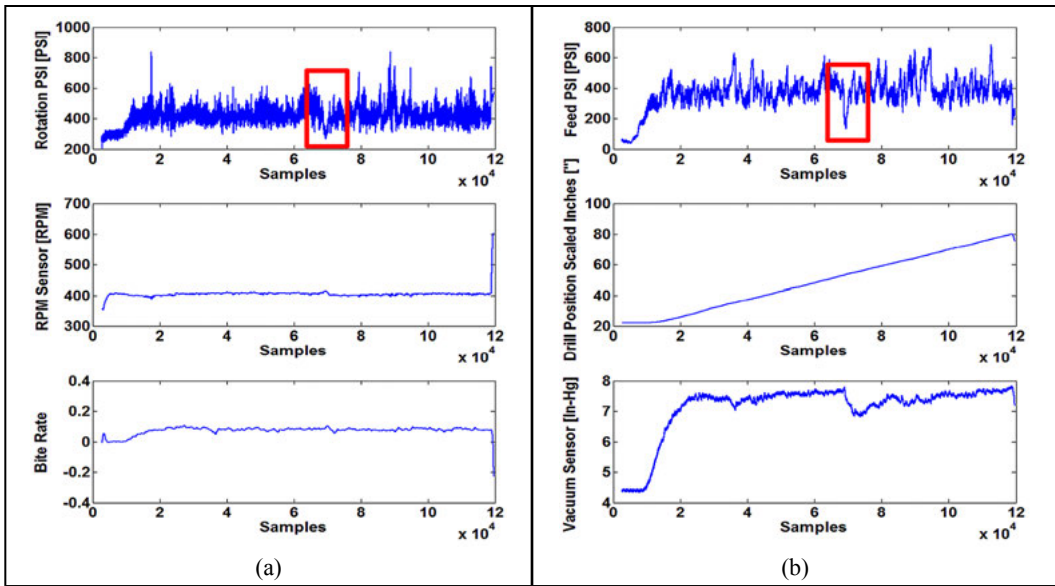 1000
800
600
400
200
Rotation PSI [PSI]
0 2 4 6 8 10 12
Samples
x 10^4
700
600
500
400
300
RPM Sensor [RPM]
0 2 4 6 8 10 12
Samples
x 10^4
0.4
0.2
0
-0.2
-0.4
Bite Rate
0 2 4 6 8 10 12
Samples
x 10^4
(a)
800
600
400
200
0
Feed PSI [PSI]
0 2 4 6 8 10 12
Samples
x 10^4
100
80
60
40
20
Drill Position Scaled Inches ["]
0 2 4 6 8 10 12
Samples
x 10^4
8
7
6
5
4
Vacuum Sensor [In-Hg]
0 2 4 6 8 10 12
Samples
x 10^4
(b)